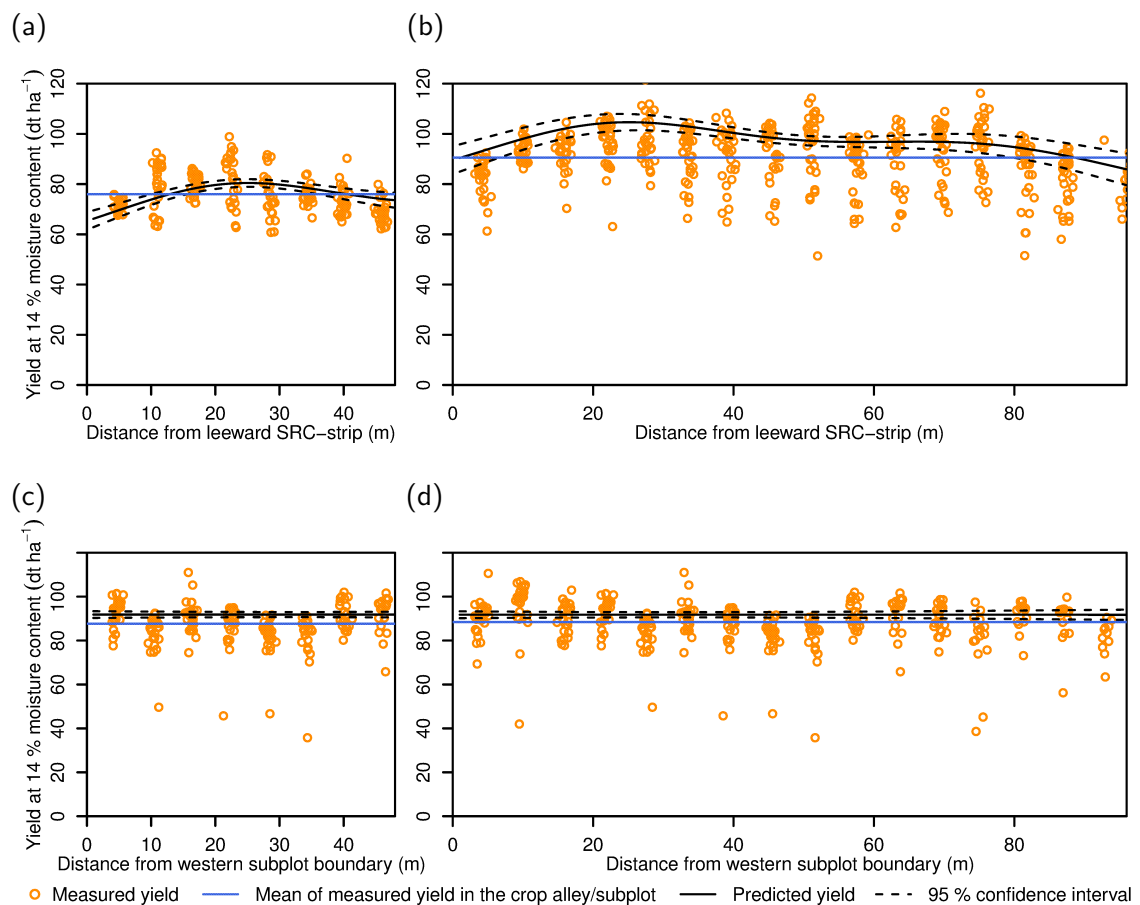 (a)
(b)
Yield at 14 % moisture content (dt ha−1)
0 20 40 60 80 100 120
0 10 20 30 40
Distance from leeward SRC−strip (m)
0 20 40 60 80 100 120
0 20 40 60 80
Distance from leeward SRC−strip (m)
(c)
(d)
Yield at 14 % moisture content (dt ha−1)
0 20 40 60 80 100
0 10 20 30 40
Distance from western subplot boundary (m)
0 20 40 60 80 100
0 20 40 60 80
Distance from western subplot boundary (m)
Measured yield Mean of measured yield in the crop alley/subplot Predicted yield 95 % confidence interval